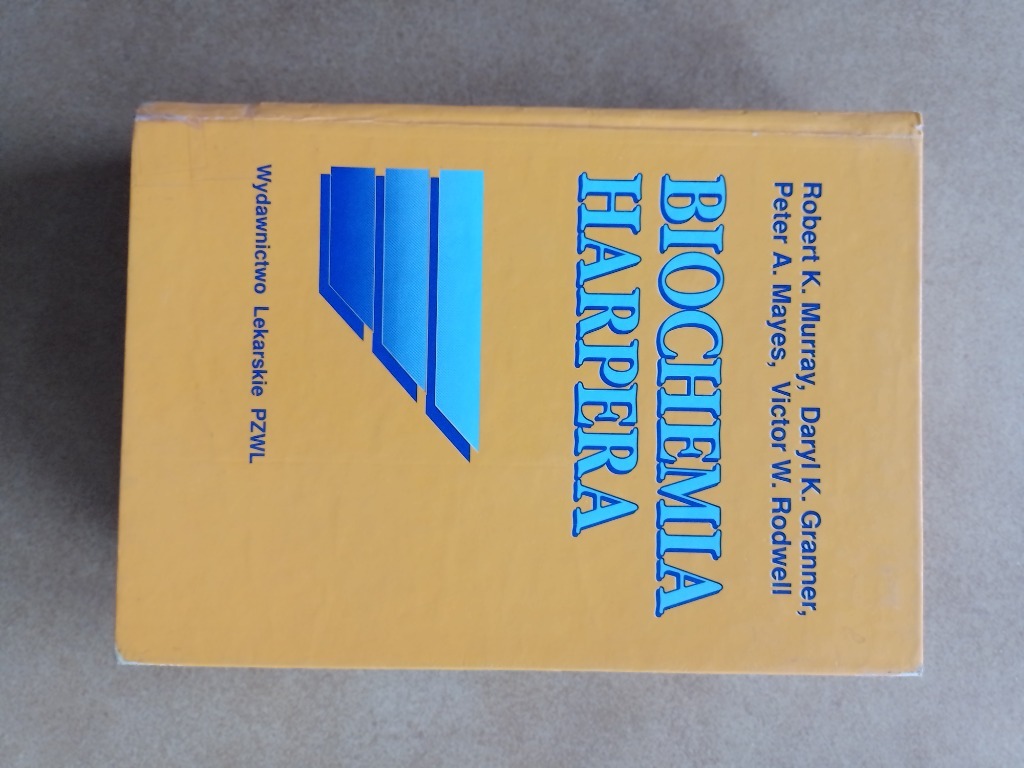 Robert K. Murray, Daryl K. Granner,
Peter A. Mayes, Victor W. Rodwell
BIOCHEMIA
HARPERA
Wydawnictwo Lekarskie PZWL